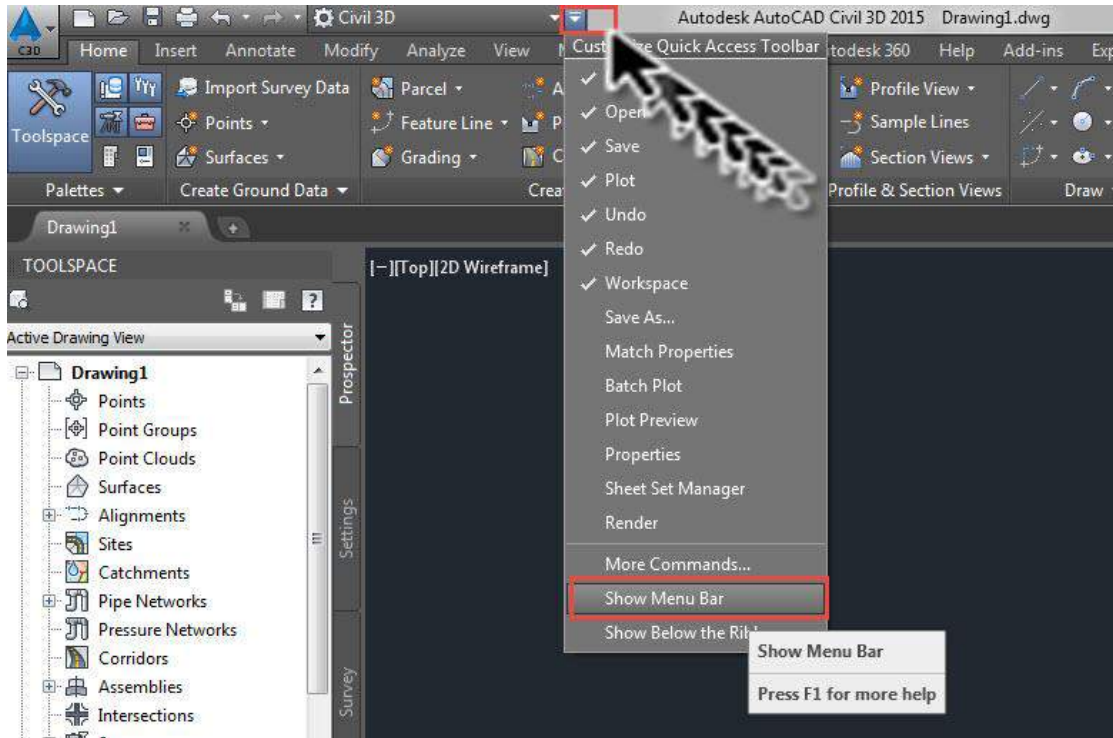 Civil 3D
Autodesk AutoCAD Civil 3D 2015 Drawing1.dwg
C3D
Home Insert Annotate Modify Analyze View
Customize Quick Access Toolbar
Autodesk 360 Help Add-ins
Toolspace
Import Survey Data
Points
Surfaces
Parcel
Feature Line
Grading
Profile View
Sample Lines
Section Views
Palettes
Create Ground Data
Profile & Section Views
Draw
Open
Save
Plot
Undo
Redo
Workspace
Save As...
Match Properties
Batch Plot
Plot Preview
Properties
Sheet Set Manager
Render
More Commands...
Show Menu Bar
Show Below the
Show Menu Bar
Press F1 for more help
Drawing1
TOOLSPACE
[−][Top][2D Wireframe]
Active Drawing View
Prospector
Settings
Survey
Drawing1
Points
Point Groups
Point Clouds
Surfaces
Alignments
Sites
Catchments
Pipe Networks
Pressure Networks
Corridors
Assemblies
Intersections